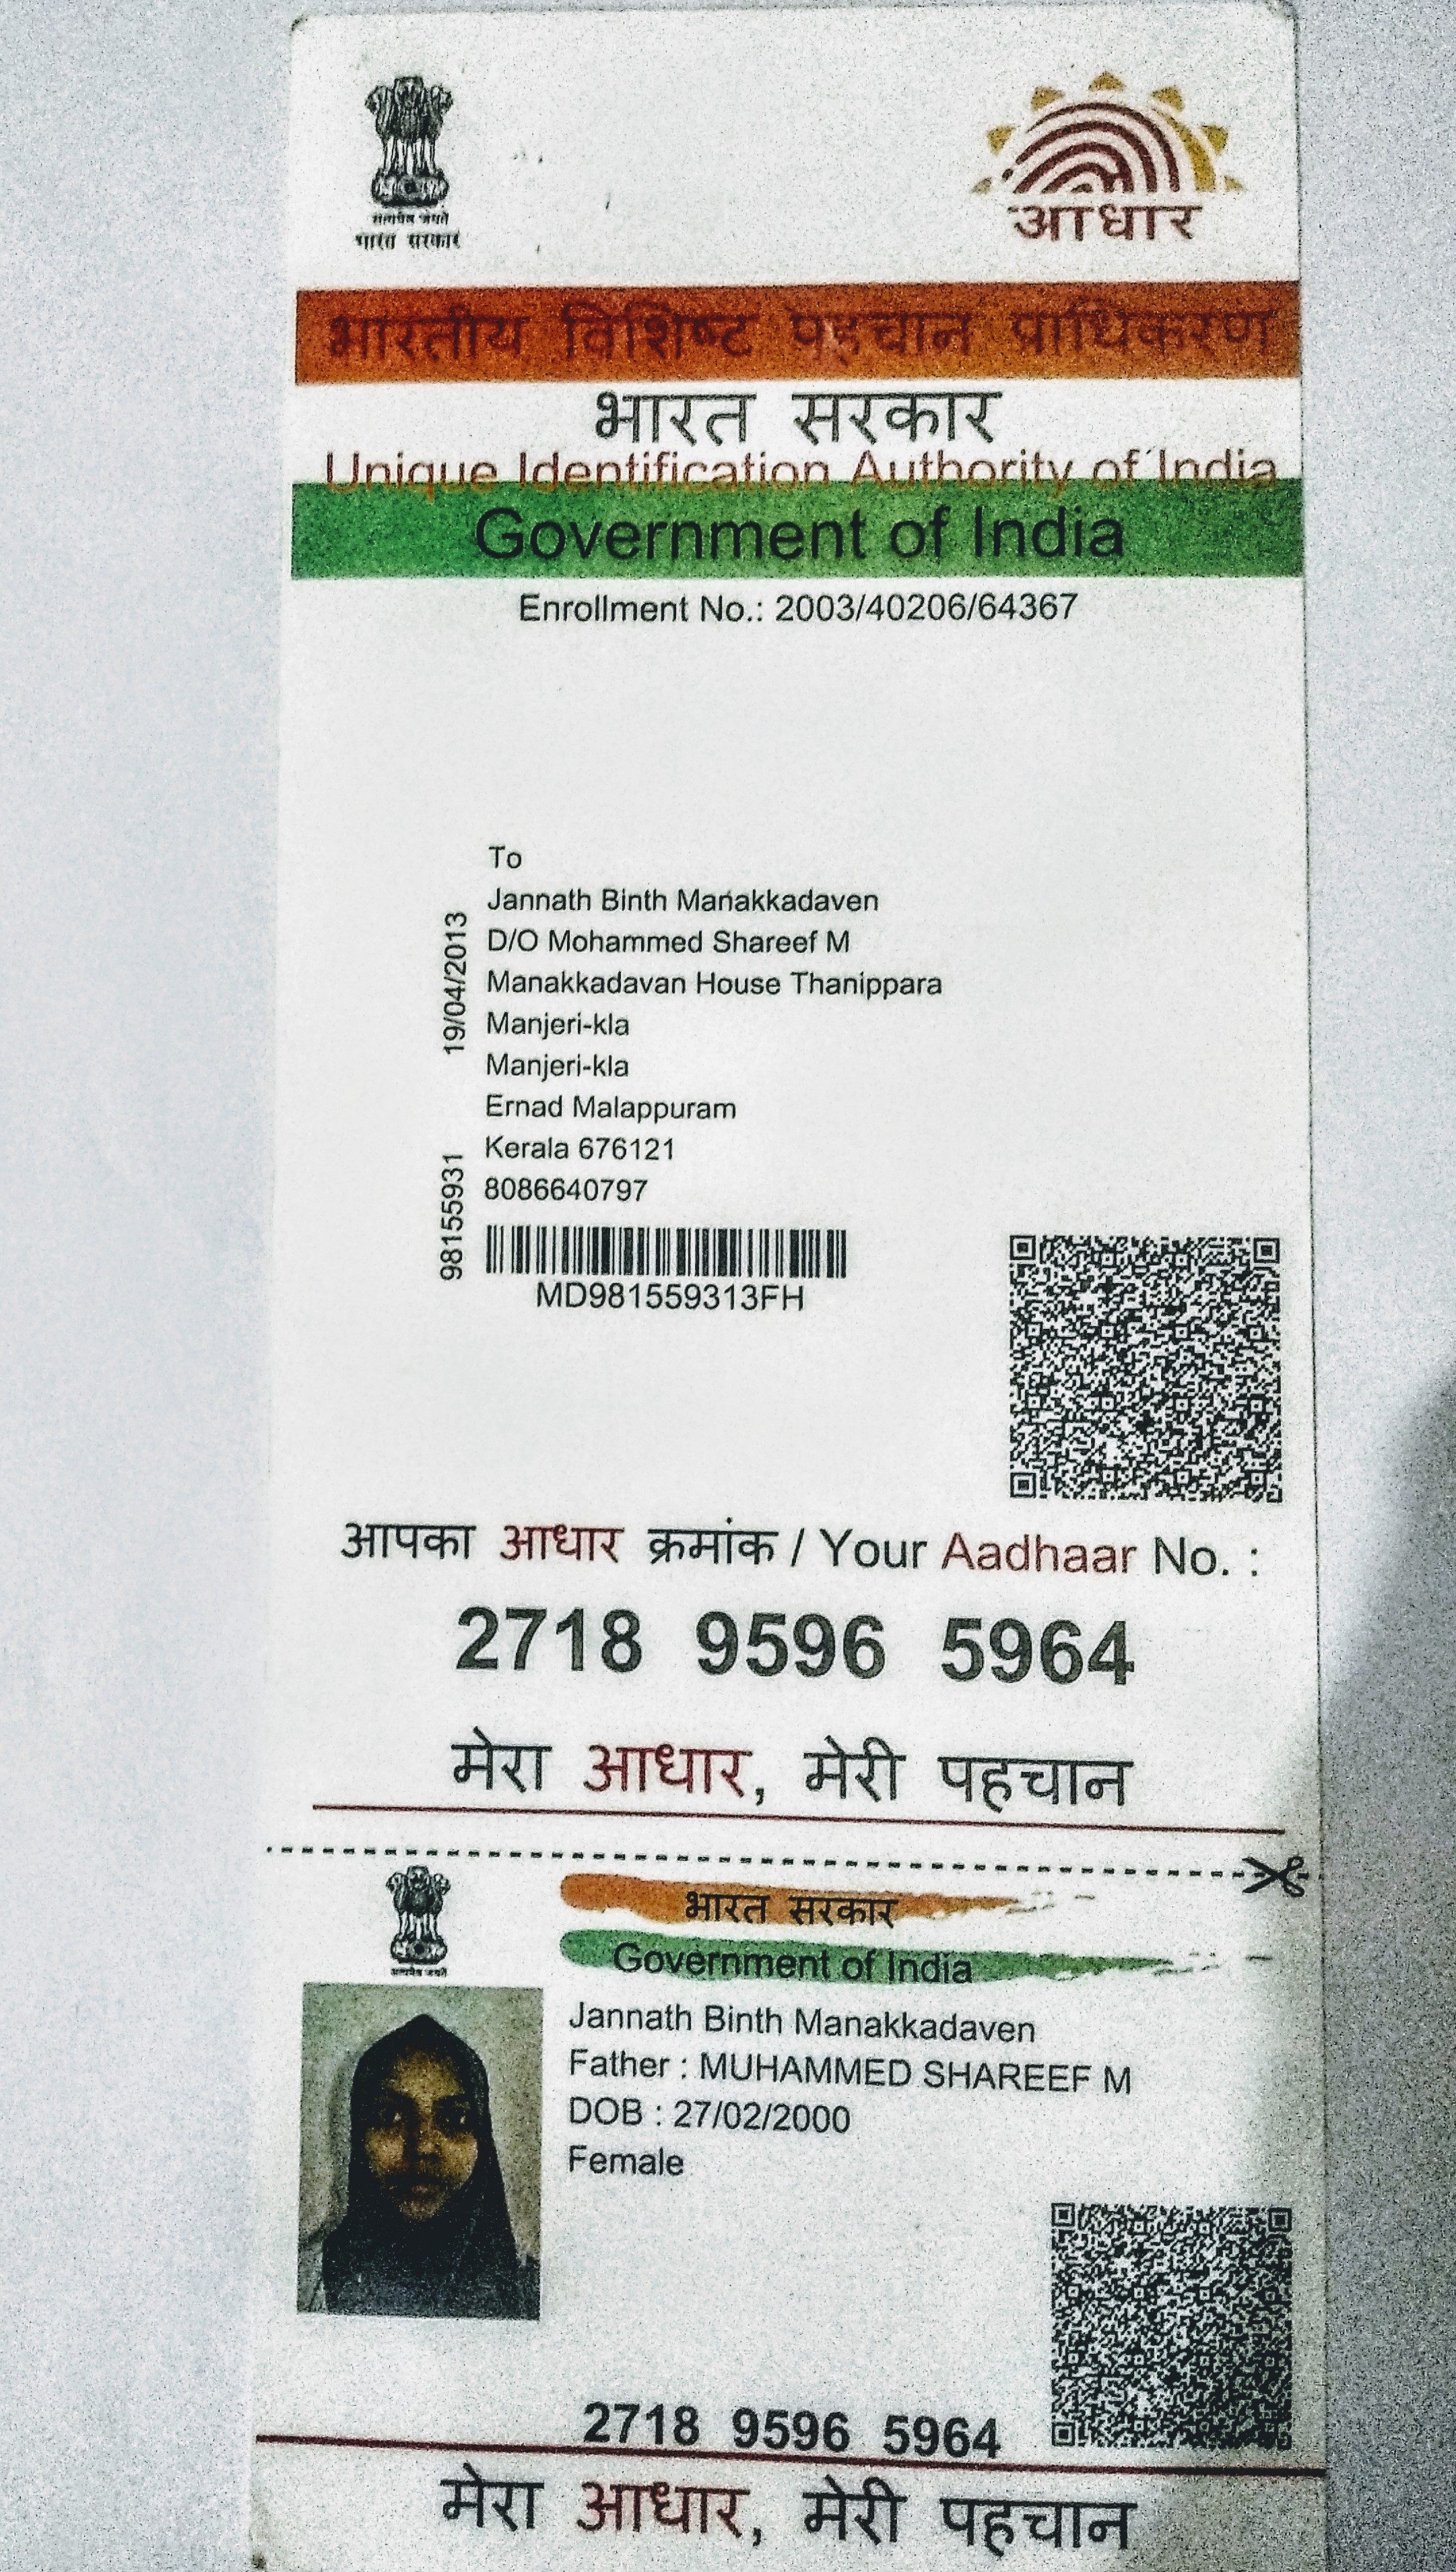 सत्यमेव जयते
भारत सरकार
आधार
भारतीय विशिष्ट पहचान प्राधिकरण
भारत सरकार
Unique Identification Authority of India
Government of India
Enrollment No.: 2003/40206/64367
To
Jannath Binth Manakkadaven
D/O Mohammed Shareef M
Manakkadavan House Thanippara
Manjeri-kla
Manjeri-kla
Ernad Malappuram
Kerala 676121
8086640797
19/04/2013
98155931
MD981559313FH
आपका आधार क्रमांक / Your Aadhaar No. :
2718 9596 5964
मेरा आधार, मेरी पहचान
सत्यमेव जयते
भारत सरकार
Government of India
Jannath Binth Manakkadaven
Father : MUHAMMED SHAREEF M
DOB : 27/02/2000
Female
2718 9596 5964
मेरा आधार, मेरी पहचान